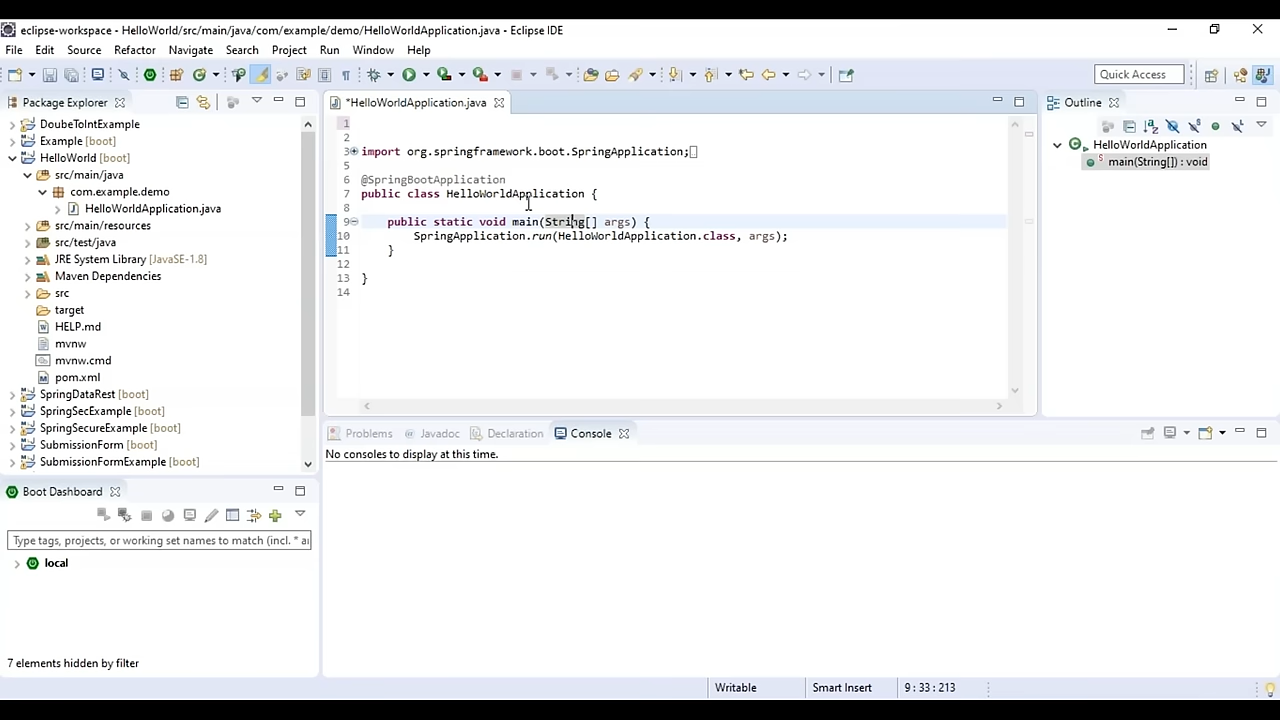 eclipse-workspace - HelloWorld/src/main/java/com/example/demo/HelloWorldApplication.java - Eclipse IDE
File Edit Source Refactor Navigate Search Project Run Window Help
Quick Access
Package Explorer
DoubeToIntExample
Example [boot]
HelloWorld [boot]
src/main/java
com.example.demo
HelloWorldApplication.java
src/main/resources
src/test/java
JRE System Library [JavaSE-1.8]
Maven Dependencies
src
target
HELP.md
mvnw
mvnw.cmd
pom.xml
SpringDataRest [boot]
SpringSecExample [boot]
SpringSecureExample [boot]
SubmissionForm [boot]
SubmissionFormExample [boot]
Boot Dashboard
Type tags, projects, or working set names to match (incl. * a
local
7 elements hidden by filter
*HelloWorldApplication.java
1
2
3 import org.springframework.boot.SpringApplication;
5
6 @SpringBootApplication
7 public class HelloWorldApplication {
8
9 public static void main(String[] args) {
10 SpringApplication.run(HelloWorldApplication.class, args);
11 }
12
13 }
14
Outline
HelloWorldApplication
main(String[]) : void
Problems Javadoc Declaration Console
No consoles to display at this time.
Writable Smart Insert 9 : 33 : 213